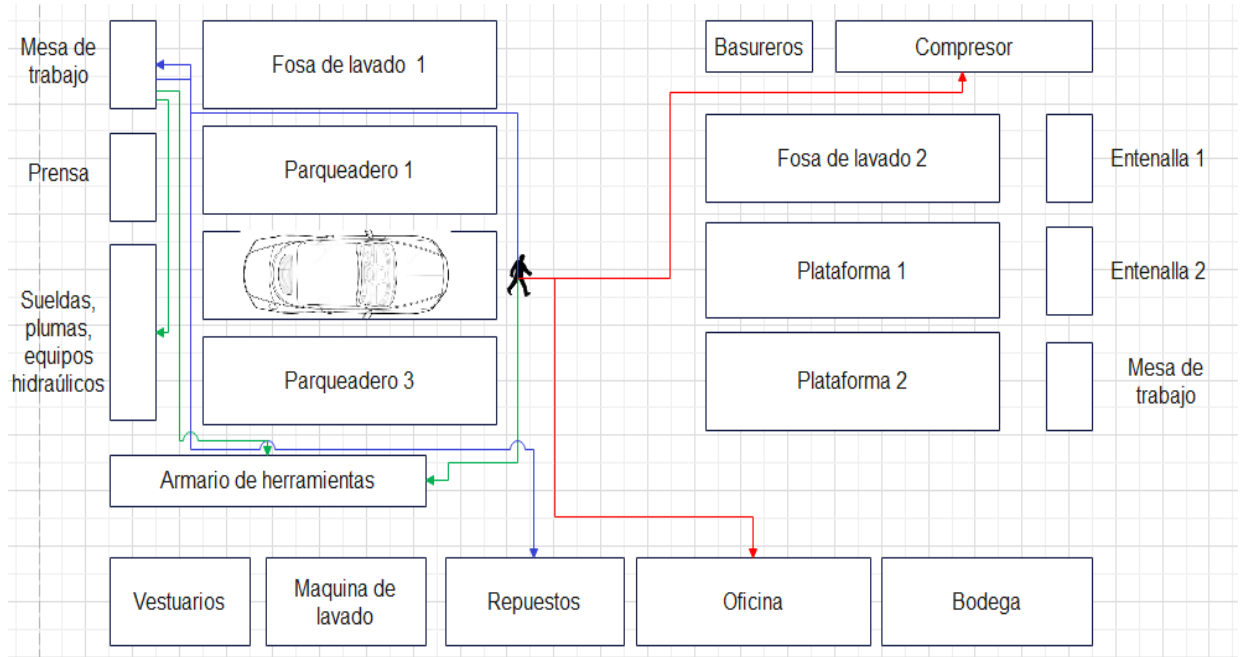 Mesa de
trabajo
Fosa de lavado  1
Basureros
Compresor
Prensa
Parqueadero 1
Fosa de lavado 2
Entenalla 1
Plataforma 1
Entenalla 2
Sueldas,
plumas,
equipos
hidraúlicos
Parqueadero 3
Plataforma 2
Mesa de
trabajo
Armario de herramientas
Vestuarios
Maquina de
lavado
Repuestos
Oficina
Bodega